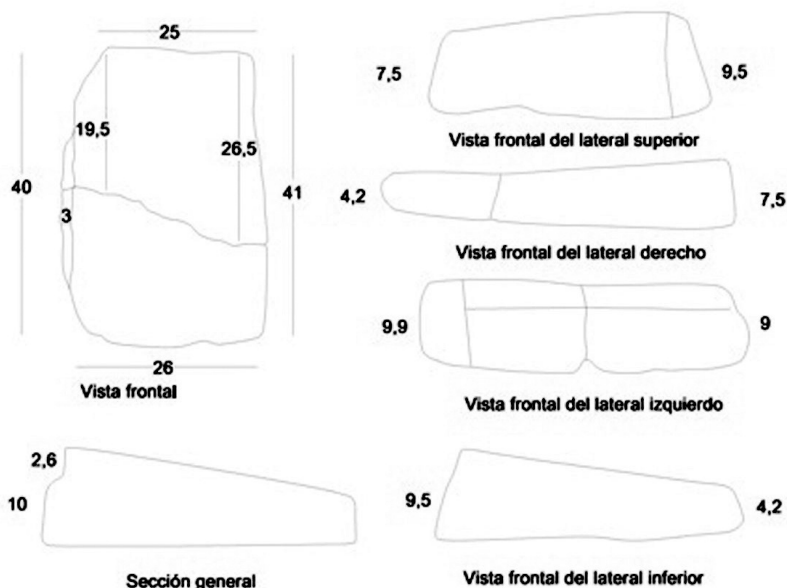 25
19,5
26,5
40
3
41
26
Vista frontal
7,5
9,5
Vista frontal del lateral superior
4,2
7,5
Vista frontal del lateral derecho
9,9
9
Vista frontal del lateral izquierdo
2,6
10
Sección general
9,5
4,2
Vista frontal del lateral inferior